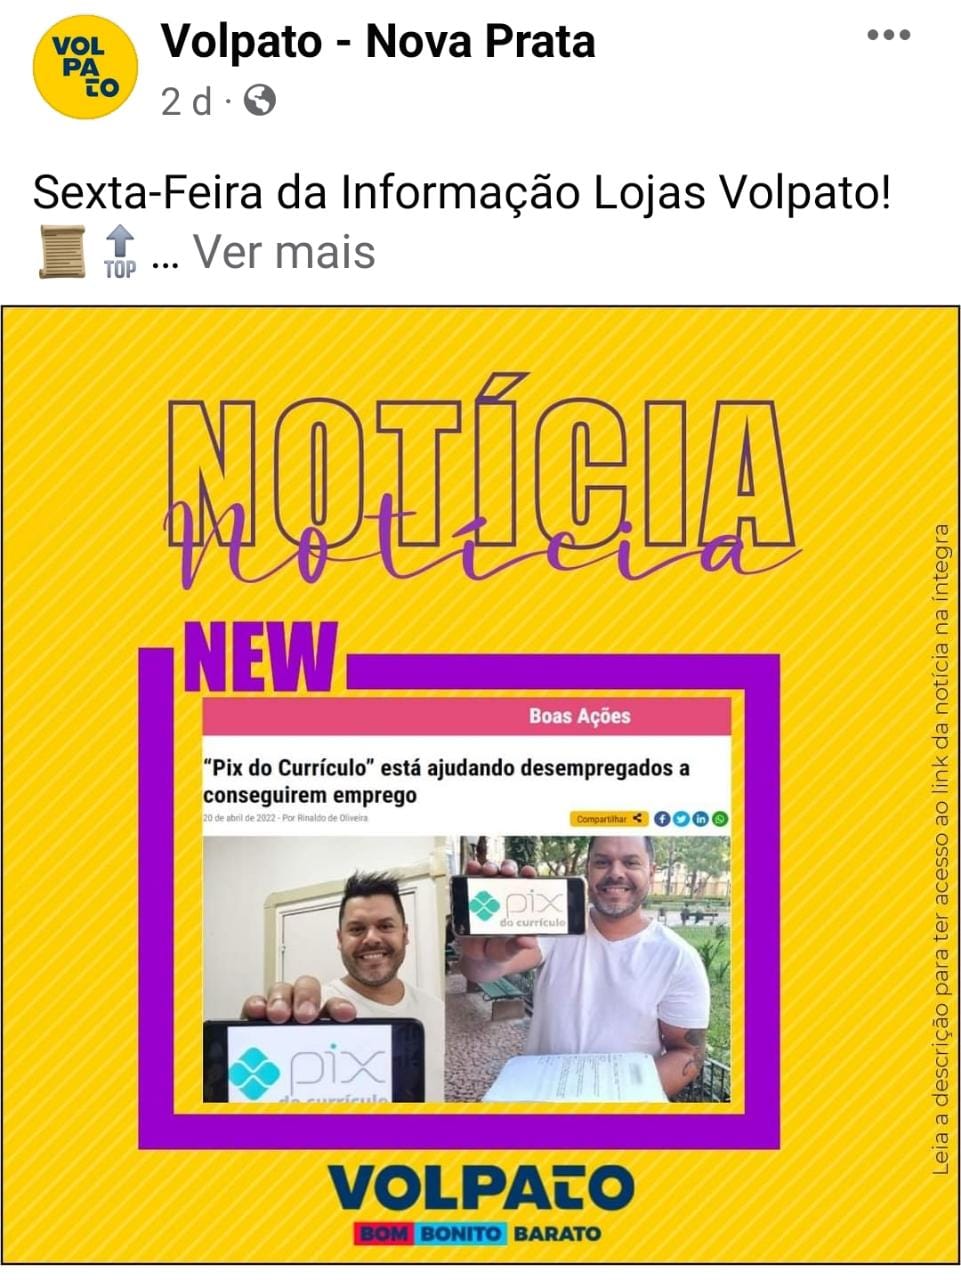 VOL
PA
TO
Volpato - Nova Prata
2 d ·
Sexta-Feira da Informação Lojas Volpato!
TOP ... Ver mais
NOTÍCIA
Notícia
NEW
Boas Ações
“Pix do Currículo” está ajudando desempregados a
conseguirem emprego
20 de abril de 2022 - Por Rinaldo de Oliveira
Compartilhar
pix
do currículo
pix
do currículo
Leia a descrição para ter acesso ao link da notícia na íntegra
VOLPATO
BOM BONITO BARATO